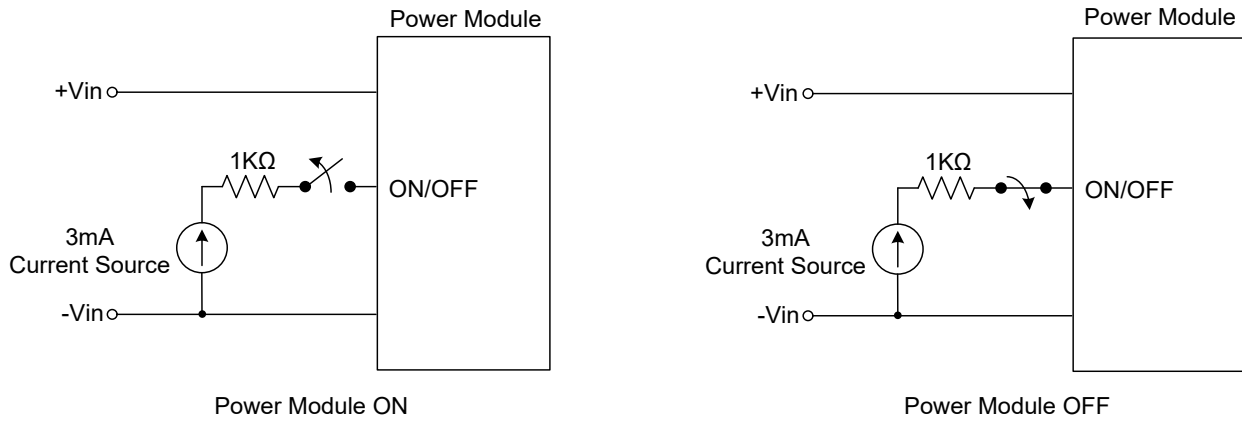 Power Module
+Vin
1KΩ
ON/OFF
3mA
Current Source
-Vin
Power Module ON
Power Module
+Vin
1KΩ
ON/OFF
3mA
Current Source
-Vin
Power Module OFF